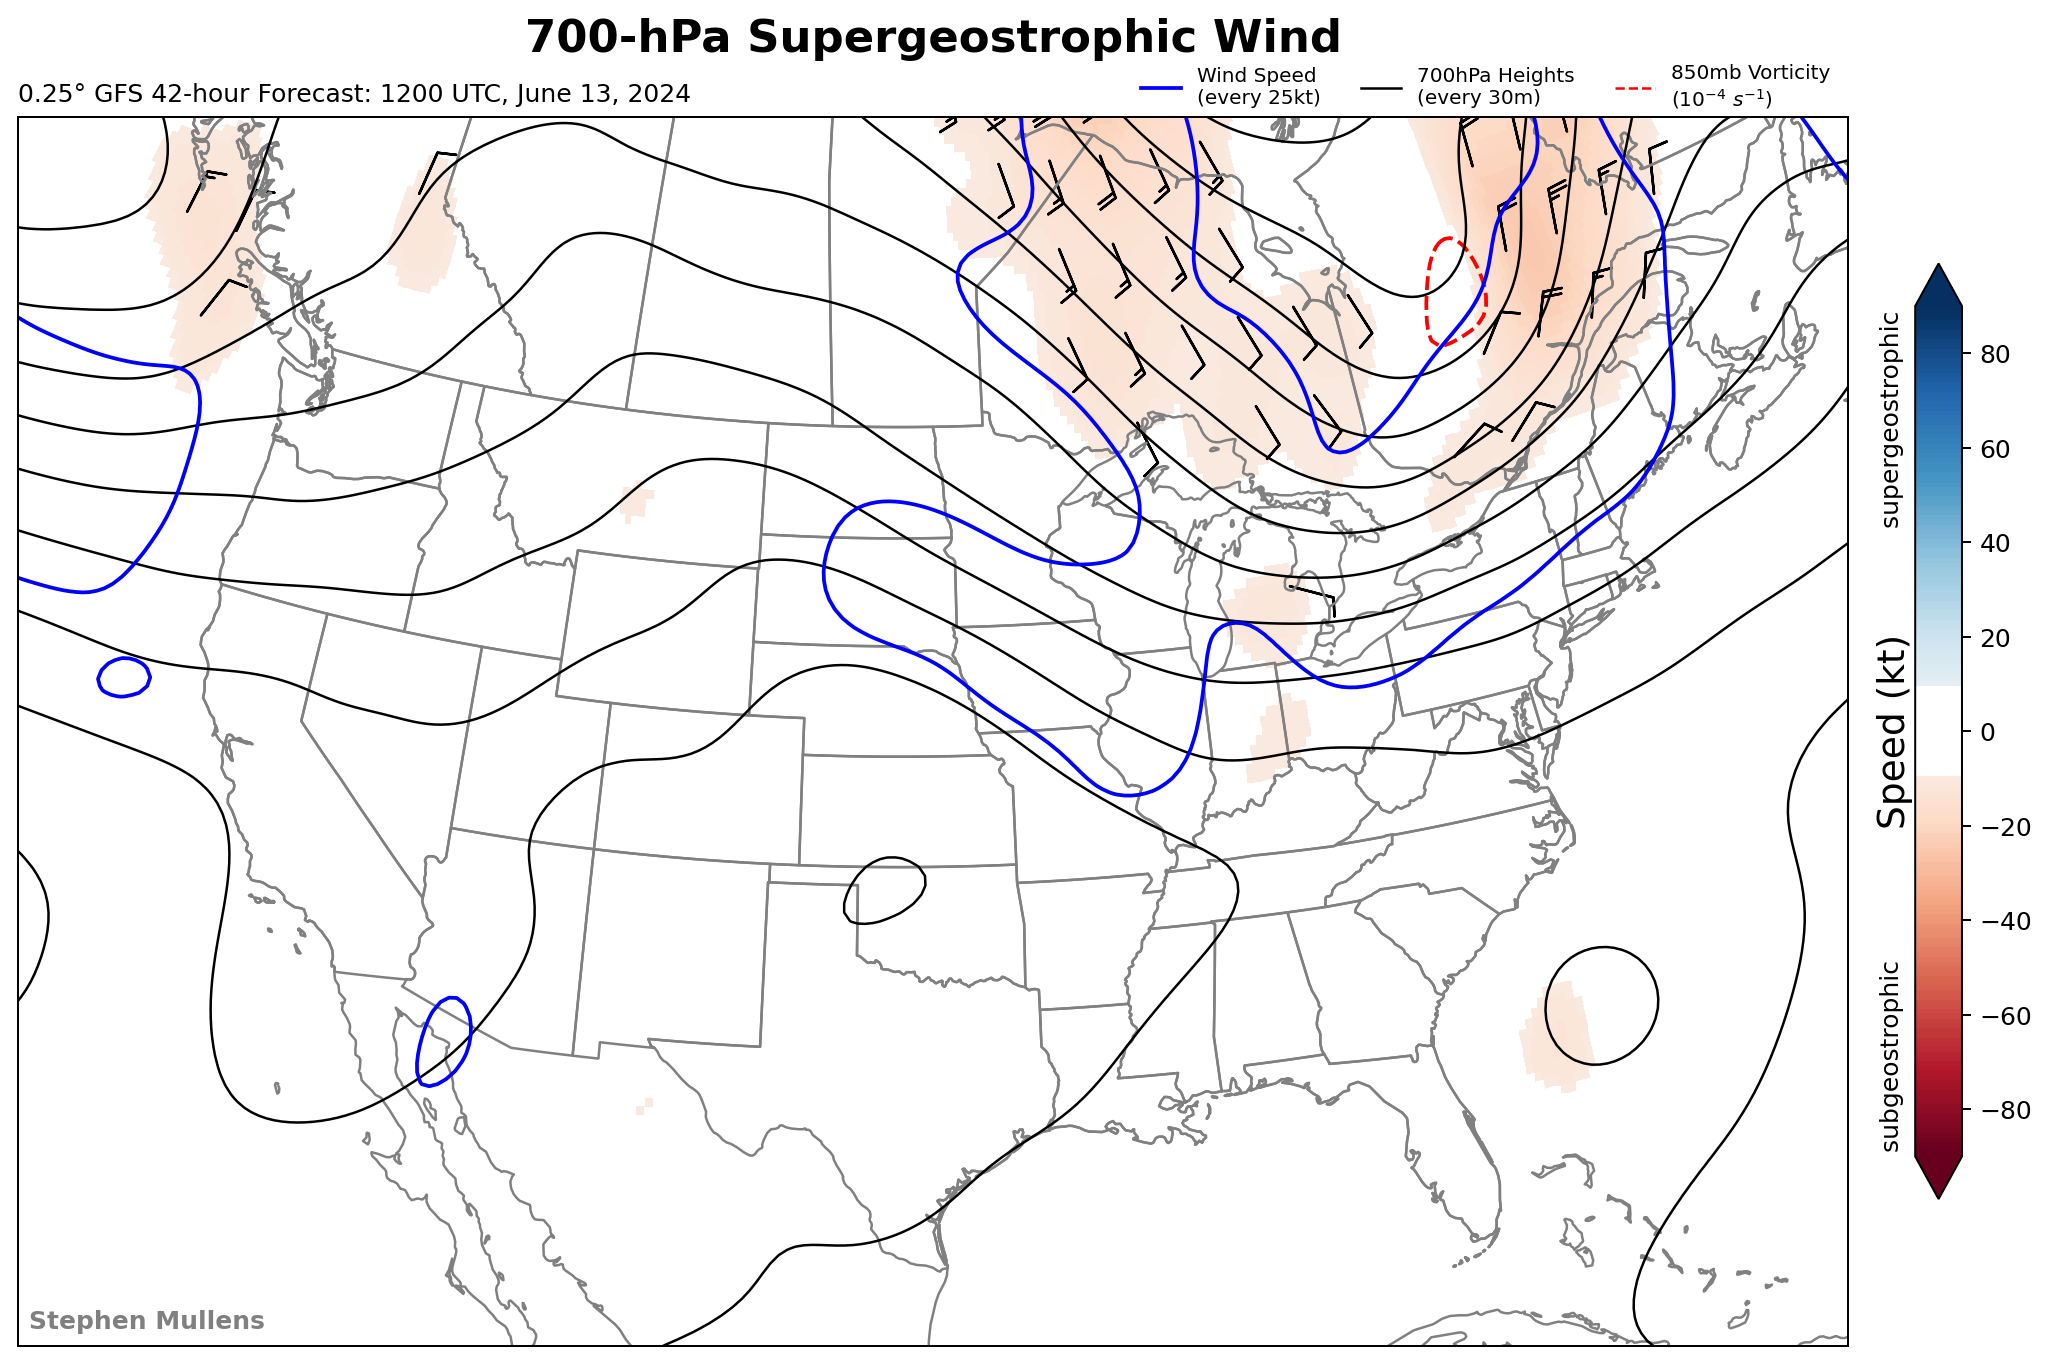 700-hPa Supergeostrophic Wind
0.25° GFS 42-hour Forecast: 1200 UTC, June 13, 2024
Wind Speed
(every 25kt)
700hPa Heights
(every 30m)
850mb Vorticity
(10⁻⁴ s⁻¹)
supergeostrophic
Speed (kt)
subgeostrophic
80
60
40
20
0
−20
−40
−60
−80
Stephen Mullens